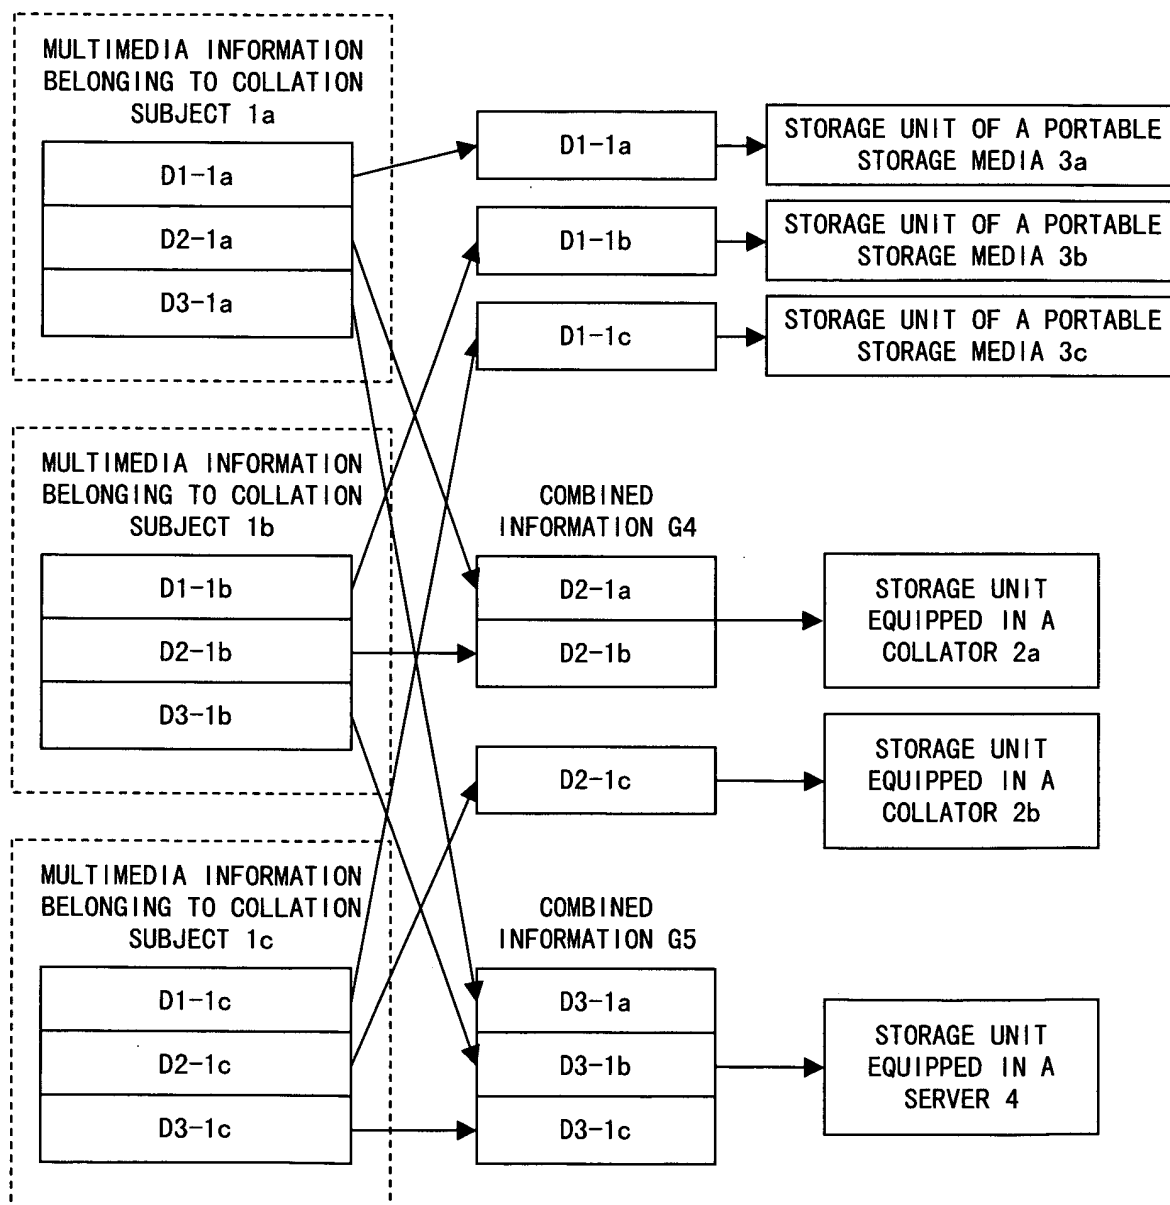 MULTIMEDIA INFORMATION
BELONGING TO COLLATION
SUBJECT 1a
D1-1a
D2-1a
D3-1a
MULTIMEDIA INFORMATION
BELONGING TO COLLATION
SUBJECT 1b
D1-1b
D2-1b
D3-1b
MULTIMEDIA INFORMATION
BELONGING TO COLLATION
SUBJECT 1c
D1-1c
D2-1c
D3-1c
D1-1a
D1-1b
D1-1c
COMBINED
INFORMATION G4
D2-1a
D2-1b
D2-1c
COMBINED
INFORMATION G5
D3-1a
D3-1b
D3-1c
STORAGE UNIT OF A PORTABLE
STORAGE MEDIA 3a
STORAGE UNIT OF A PORTABLE
STORAGE MEDIA 3b
STORAGE UNIT OF A PORTABLE
STORAGE MEDIA 3c
STORAGE UNIT
EQUIPPED IN A
COLLATOR 2a
STORAGE UNIT
EQUIPPED IN A
COLLATOR 2b
STORAGE UNIT
EQUIPPED IN A
SERVER 4